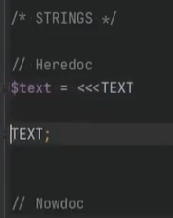 /* STRINGS */
// Heredoc
$text = <<<TEXT
TEXT;
// Nowdoc